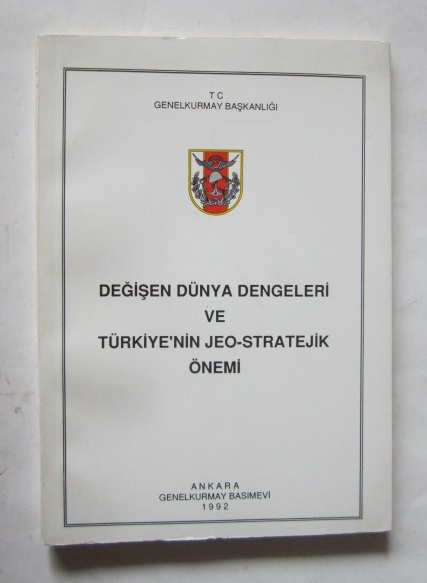 T C
GENELKURMAY BAŞKANLIĞI
DEĞİŞEN DÜNYA DENGELERİ
VE
TÜRKİYE'NİN JEO-STRATEJİK
ÖNEMİ
ANKARA
GENELKURMAY BASIMEVİ
1992